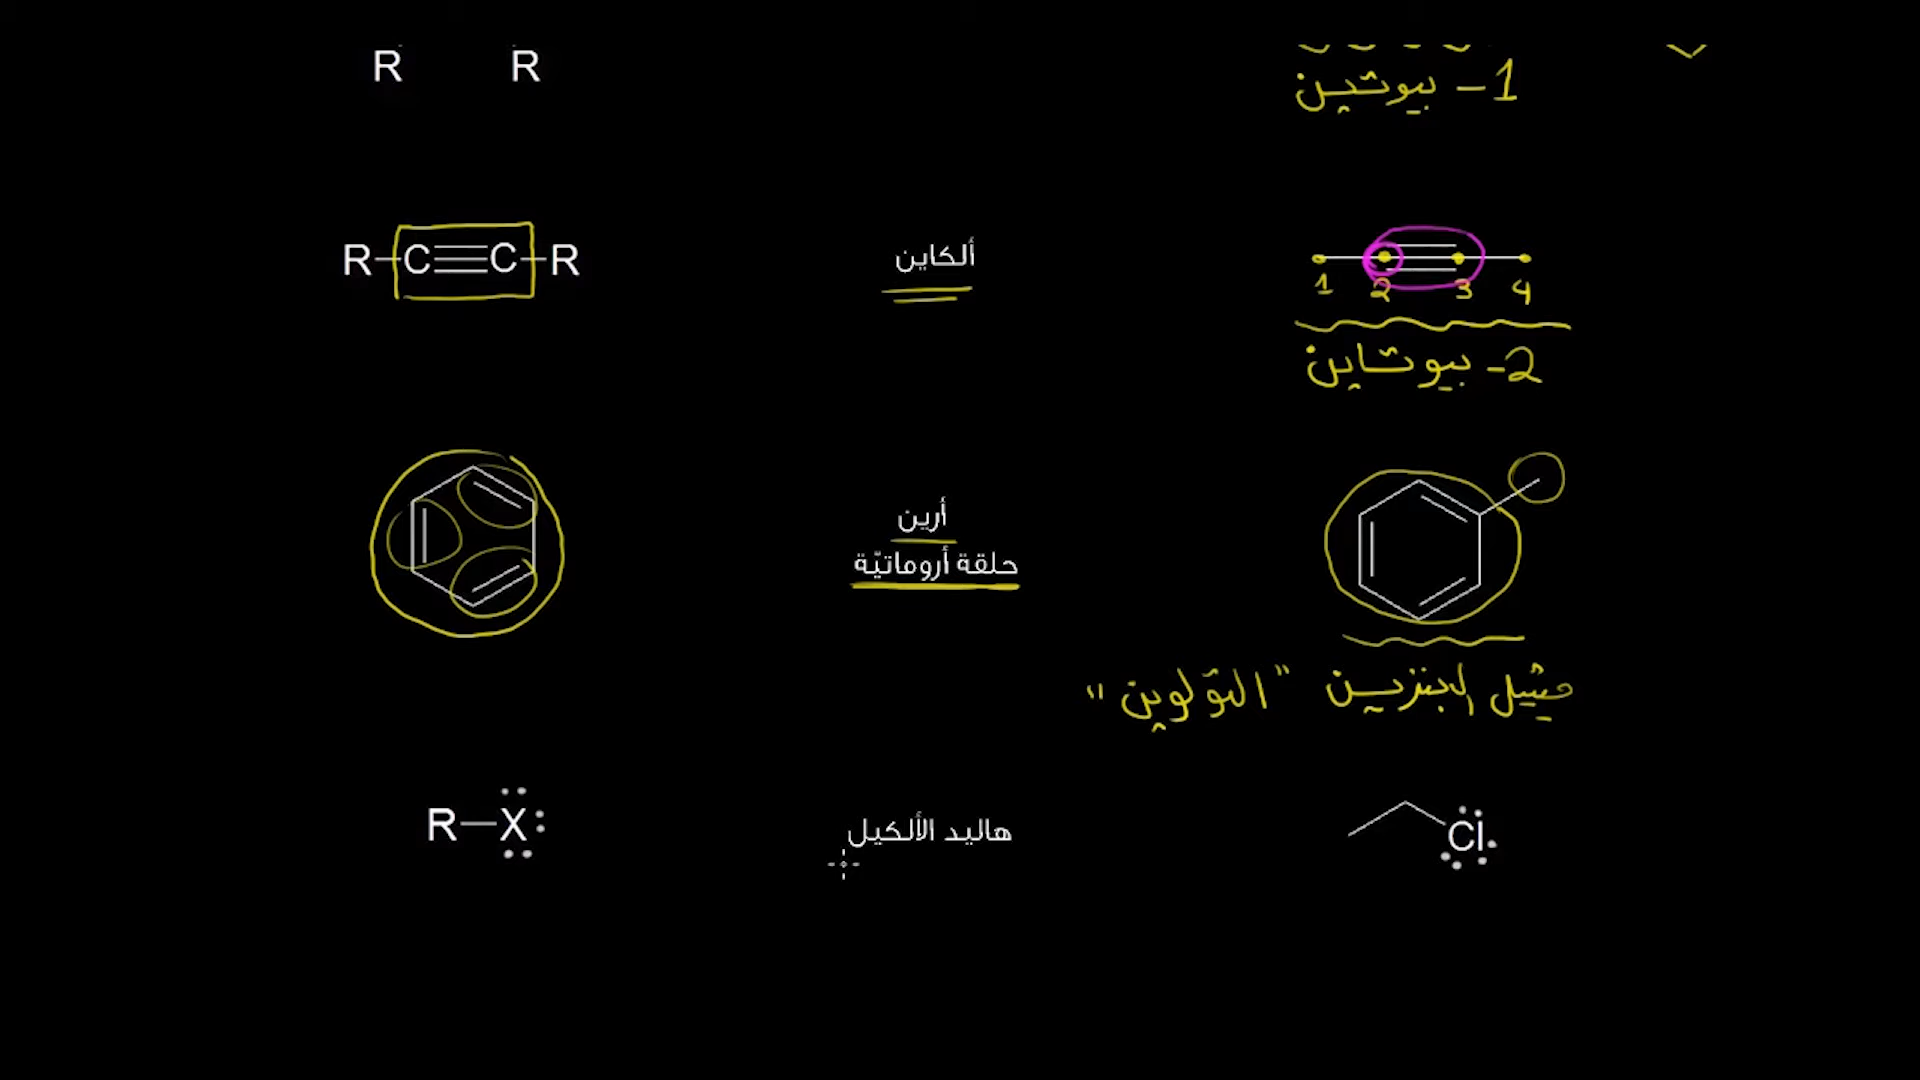 R R
1- بيوتين
R-C≡C-R
ألكاين
1 2 3 4
2- بيوتاين
أرين
حلقة أروماتيّة
ميثيل البنزين "التولوين"
R-X
هاليد الألكيل
Cl